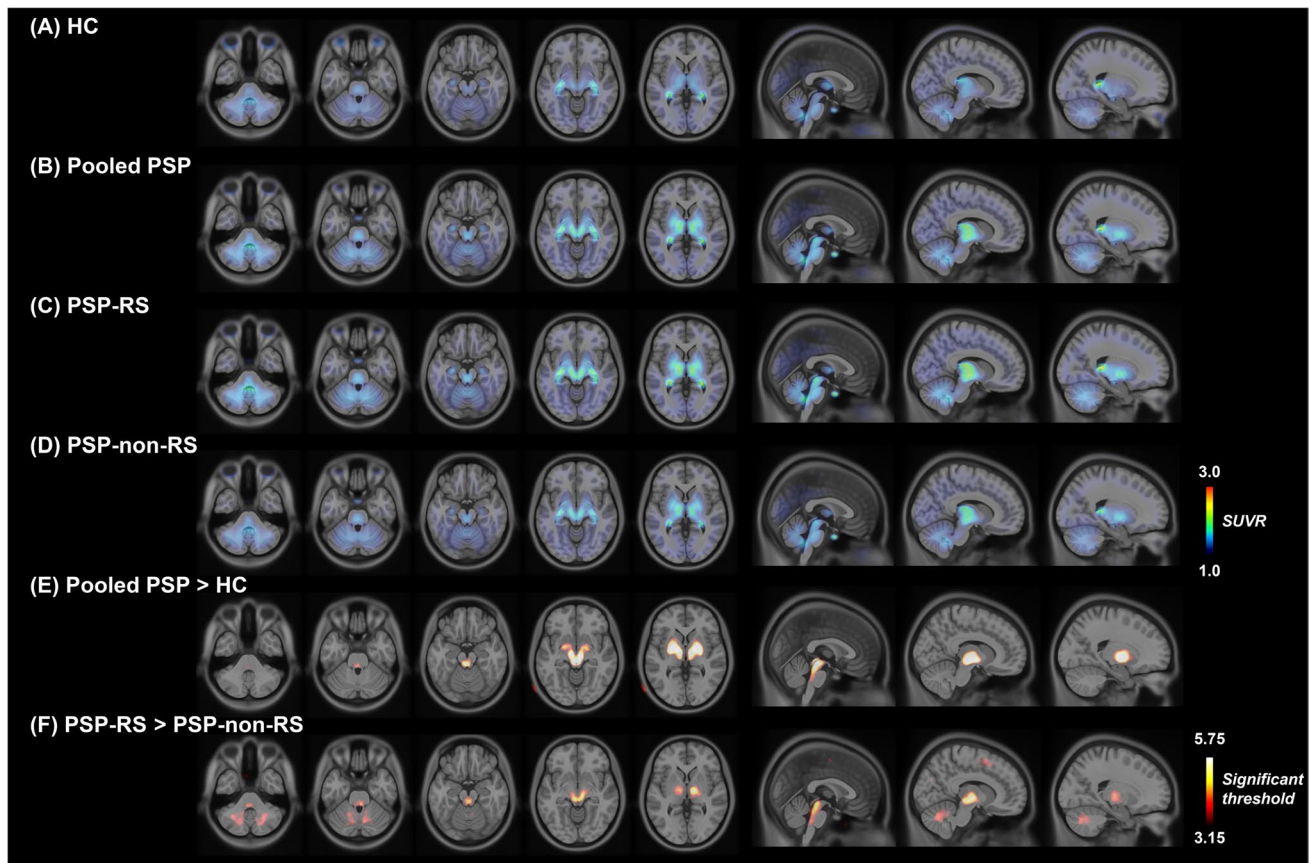 (A) HC
(B) Pooled PSP
(C) PSP-RS
(D) PSP-non-RS
3.0
SUVR
1.0
(E) Pooled PSP > HC
(F) PSP-RS > PSP-non-RS
5.75
Significant
threshold
3.15